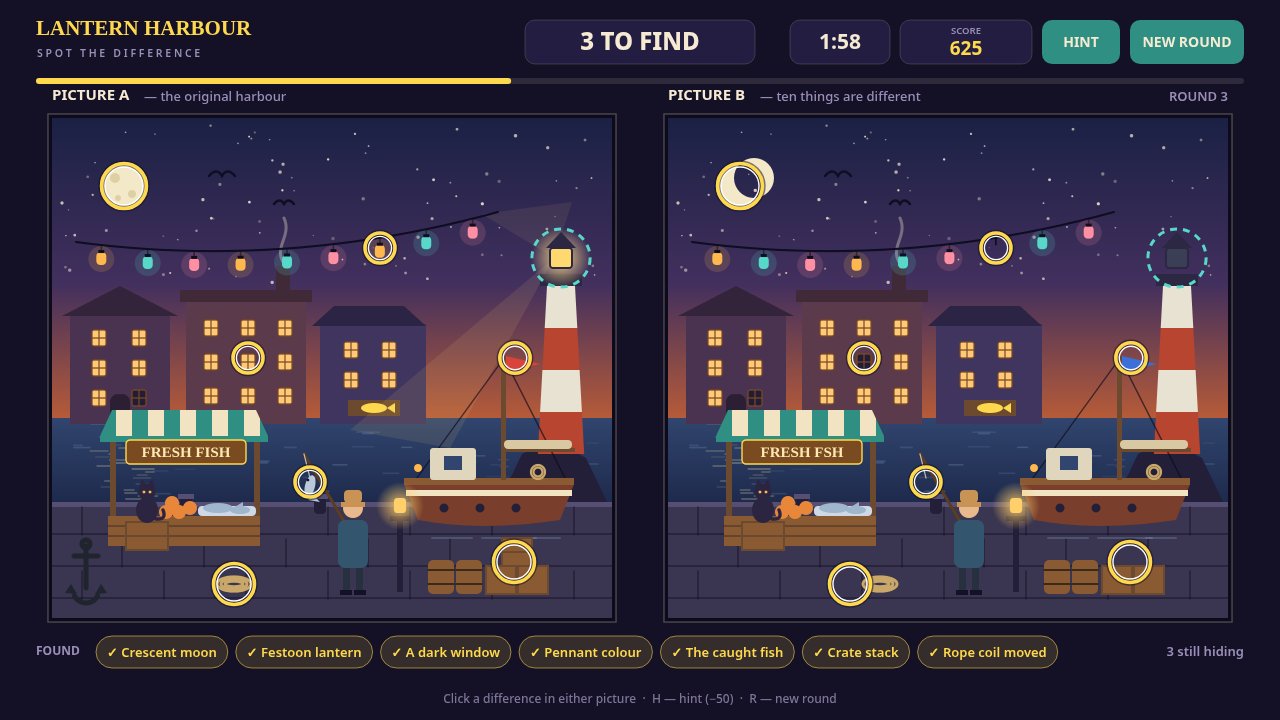 LANTERN HARBOUR
SPOT THE DIFFERENCE
3 TO FIND
1:58
SCORE
625
HINT
NEW ROUND
PICTURE A — the original harbour
PICTURE B — ten things are different
ROUND 3
FRESH FISH
FRESH FSH
FOUND
✓ Crescent moon
✓ Festoon lantern
✓ A dark window
✓ Pennant colour
✓ The caught fish
✓ Crate stack
✓ Rope coil moved
3 still hiding
Click a difference in either picture · H — hint (−50) · R — new round